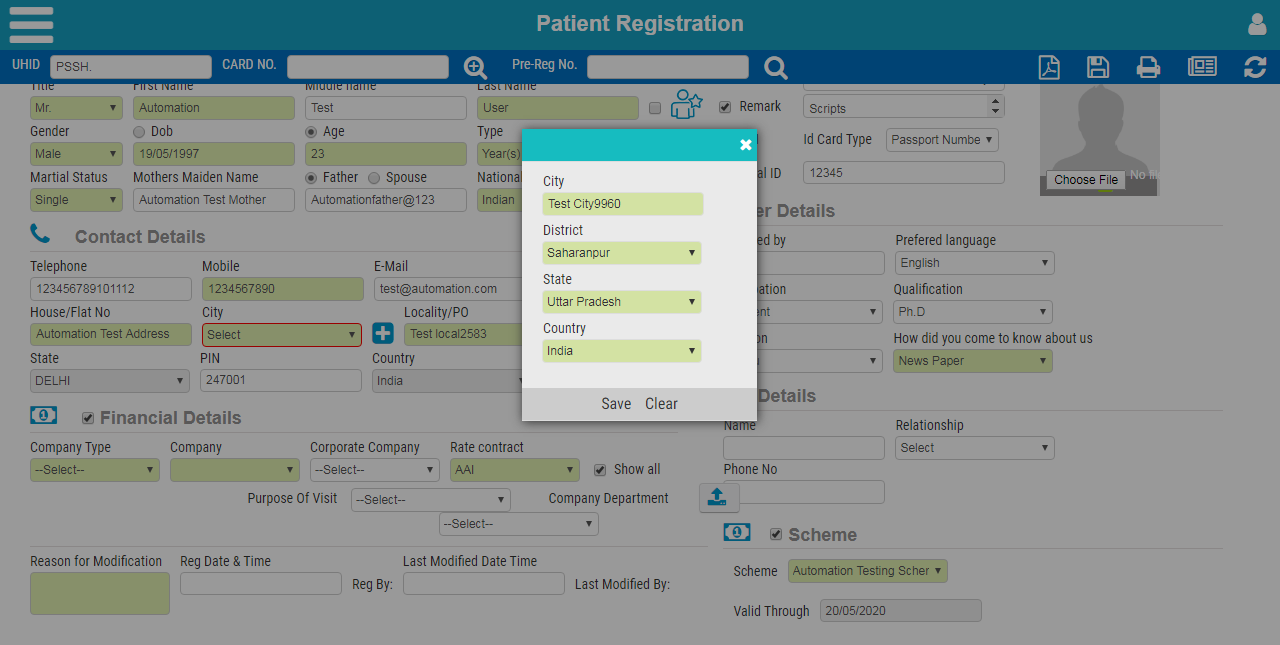 Patient Registration
UHID PSSH. CARD NO. Pre-Reg No.
Title First Name Middle name Last Name
Mr. Automation Test User Remark Scripts
Gender Dob Age Type Id Card Type Passport Numbe
Male 19/05/1997 23 Year(s) 12345
Martial Status Mothers Maiden Name Father Spouse National Choose File No
Single Automation Test Mother Automationfather@123 Indian
City
Test City9960
District
Saharanpur
State
Uttar Pradesh
Country
India
Save Clear
Contact Details
Telephone Mobile E-Mail
123456789101112 1234567890 test@automation.com
House/Flat No City Locality/PO
Automation Test Address Select Test local2583
State PIN Country
DELHI 247001 India
Details
Prefered language
English
Qualification
Ph.D
How did you come to know about us
News Paper
Financial Details
Company Type Company Corporate Company Rate contract
--Select-- --Select-- AAI Show all
Purpose Of Visit --Select-- Company Department
--Select--
Details
Name Relationship
Select
Phone No
Reason for Modification Reg Date & Time Last Modified Date Time
Reg By: Last Modified By:
Scheme
Scheme Automation Testing Scher
Valid Through 20/05/2020